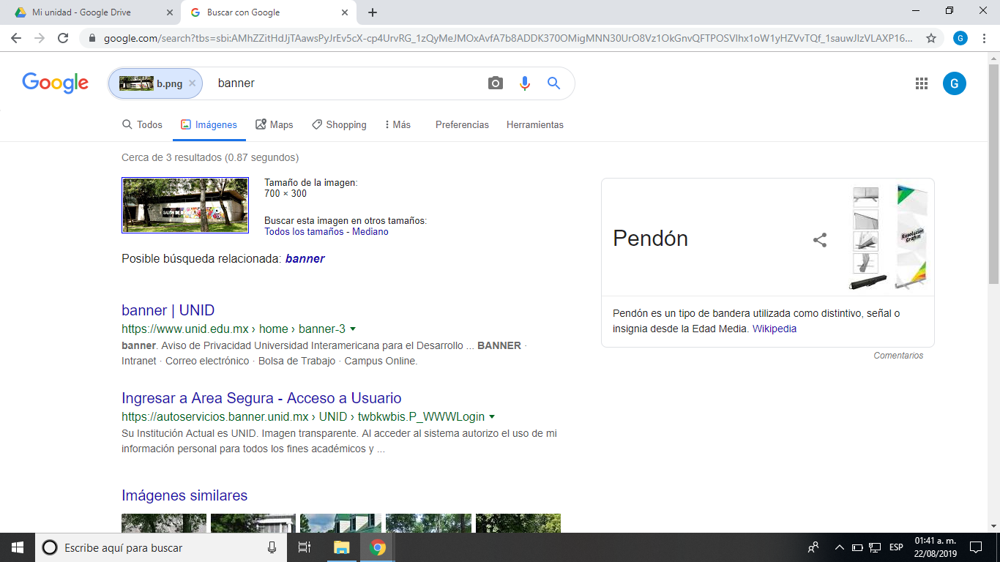 Mi unidad - Google Drive
Buscar con Google
google.com/search?tbs=sbi:AMhZZitHdJjTAawsPyJrEv5cX-cp4UrvRG_1zQyMeJMOxAvfA7b8ADDK370OMigMNN30UrO8Vz1OkGnvQFTPOSVlhx1oW1yHZVvTQf_1sauwJlzVLAXP16...
G
Google
b.png
banner
G
Todos
Imágenes
Maps
Shopping
Más
Preferencias
Herramientas
Cerca de 3 resultados (0.87 segundos)
Tamaño de la imagen:
700 × 300
Buscar esta imagen en otros tamaños:
Todos los tamaños - Mediano
Posible búsqueda relacionada: banner
banner | UNID
https://www.unid.edu.mx › home › banner-3
banner. Aviso de Privacidad Universidad Interamericana para el Desarrollo ... BANNER ·
Intranet · Correo electrónico · Bolsa de Trabajo · Campus Online.
Ingresar a Area Segura - Acceso a Usuario
https://autoservicios.banner.unid.mx › UNID › twbkwbis.P_WWWLogin
Su Institución Actual es UNID. Imagen transparente. Al acceder al sistema autorizo el uso de mi
información personal para todos los fines académicos y ...
Imágenes similares
Pendón
Resolución
Gráfica
Pendón es un tipo de bandera utilizada como distintivo, señal o
insignia desde la Edad Media. Wikipedia
Comentarios
Escribe aquí para buscar
ESP
01:41 a. m.
22/08/2019